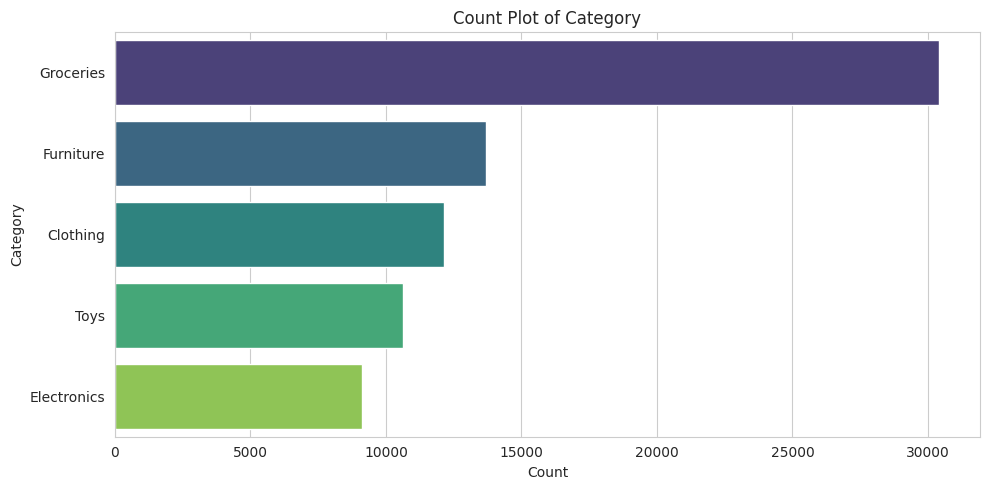 Count Plot of Category
Category
Groceries
Furniture
Clothing
Toys
Electronics
0 5000 10000 15000 20000 25000 30000
Count